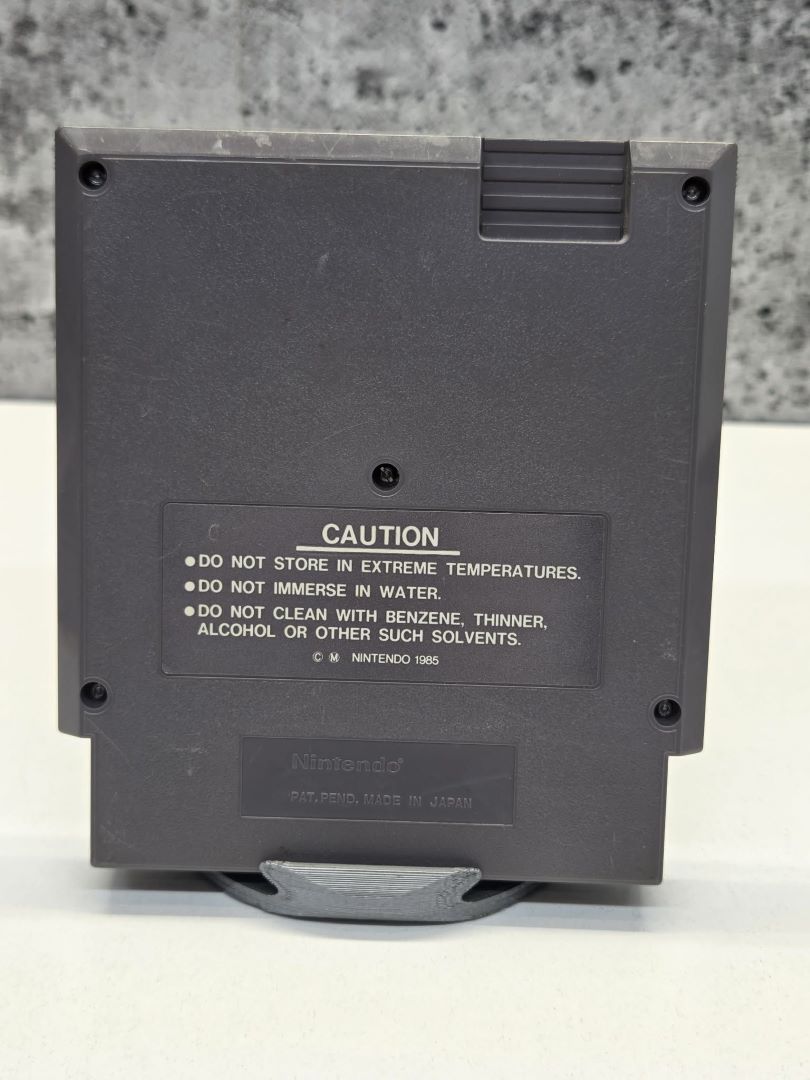 CAUTION
●DO NOT STORE IN EXTREME TEMPERATURES.
●DO NOT IMMERSE IN WATER.
●DO NOT CLEAN WITH BENZENE, THINNER,
ALCOHOL OR OTHER SUCH SOLVENTS.
© Ⓜ NINTENDO 1985
Nintendo®
PAT. PEND. MADE IN JAPAN